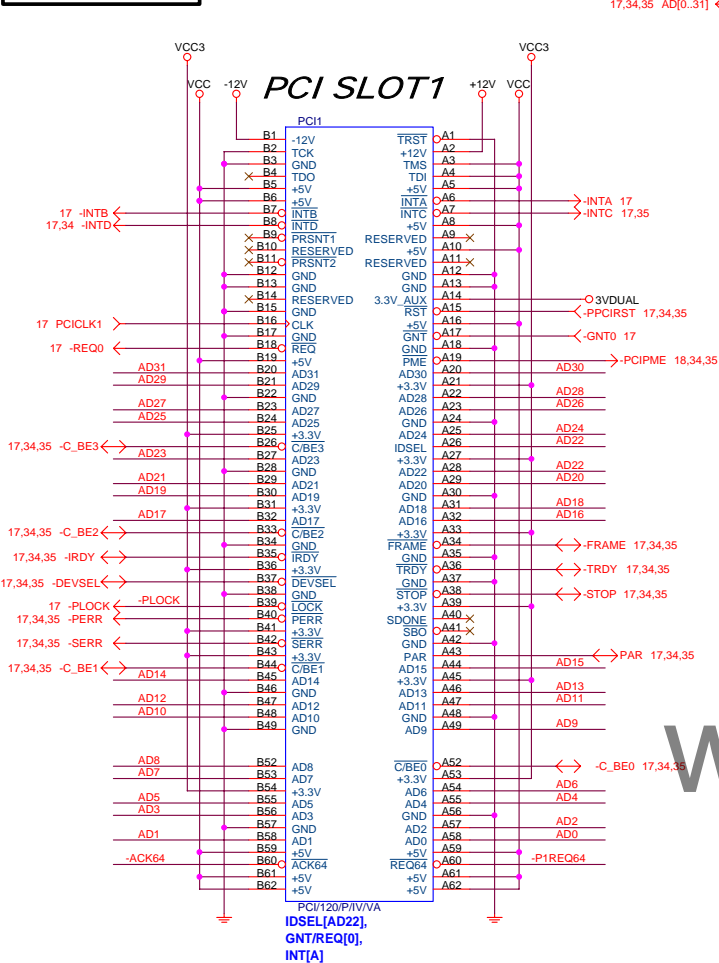 17,34,35 AD[0..31]
VCC3 VCC3
VCC -12V PCI SLOT1 +12V VCC
PCI1
B1 -12V TRST A1
B2 TCK +12V A2
B3 GND TMS A3
B4 TDO TDI A4
B5 +5V +5V A5
B6 +5V INTA A6 -INTA 17
17 -INTB B7 INTB INTC A7 -INTC 17,35
17,34 -INTD B8 INTD +5V A8
B9 PRSNT1 RESERVED A9
B10 RESERVED +5V A10
B11 PRSNT2 RESERVED A11
B12 GND GND A12
B13 GND GND A13
B14 RESERVED 3.3V_AUX A14 3VDUAL
B15 GND RST A15 -PPCIRST 17,34,35
17 PCICLK1 B16 CLK +5V A16
B17 GND GNT A17 -GNT0 17
17 -REQ0 B18 REQ GND A18
B19 +5V PME A19 -PCIPME 18,34,35
AD31 B20 AD31 AD30 A20 AD30
AD29 B21 AD29 +3.3V A21
B22 GND AD28 A22 AD28
AD27 B23 AD27 AD26 A23 AD26
AD25 B24 AD25 GND A24
B25 +3.3V AD24 A25 AD24
17,34,35 -C_BE3 B26 C/BE3 IDSEL A26 AD22
AD23 B27 AD23 +3.3V A27
B28 GND AD22 A28 AD22
AD21 B29 AD21 AD20 A29 AD20
AD19 B30 AD19 GND A30
B31 +3.3V AD18 A31 AD18
AD17 B32 AD17 AD16 A32 AD16
17,34,35 -C_BE2 B33 C/BE2 +3.3V A33
B34 GND FRAME A34 -FRAME 17,34,35
17,34,35 -IRDY B35 IRDY GND A35
B36 +3.3V TRDY A36 -TRDY 17,34,35
17,34,35 -DEVSEL B37 DEVSEL GND A37
B38 GND STOP A38 -STOP 17,34,35
17 -PLOCK -PLOCK B39 LOCK +3.3V A39
17,34,35 -PERR B40 PERR SDONE A40
B41 +3.3V SBO A41
17,34,35 -SERR B42 SERR GND A42
B43 +3.3V PAR A43 PAR 17,34,35
17,34,35 -C_BE1 B44 C/BE1 AD15 A44 AD15
AD14 B45 AD14 +3.3V A45
B46 GND AD13 A46 AD13
AD12 B47 AD12 AD11 A47 AD11
AD10 B48 AD10 GND A48
B49 GND AD9 A49 AD9
AD8 B52 AD8 C/BE0 A52 -C_BE0 17,34,35
AD7 B53 AD7 +3.3V A53
B54 +3.3V AD6 A54 AD6
AD5 B55 AD5 AD4 A55 AD4
AD3 B56 AD3 GND A56
B57 GND AD2 A57 AD2
AD1 B58 AD1 AD0 A58 AD0
B59 +5V +5V A59
-ACK64 B60 ACK64 REQ64 A60 -P1REQ64
B61 +5V +5V A61
B62 +5V +5V A62
PCI/120/P/IV/VA
IDSEL[AD22],
GNT/REQ[0],
INT[A]
W